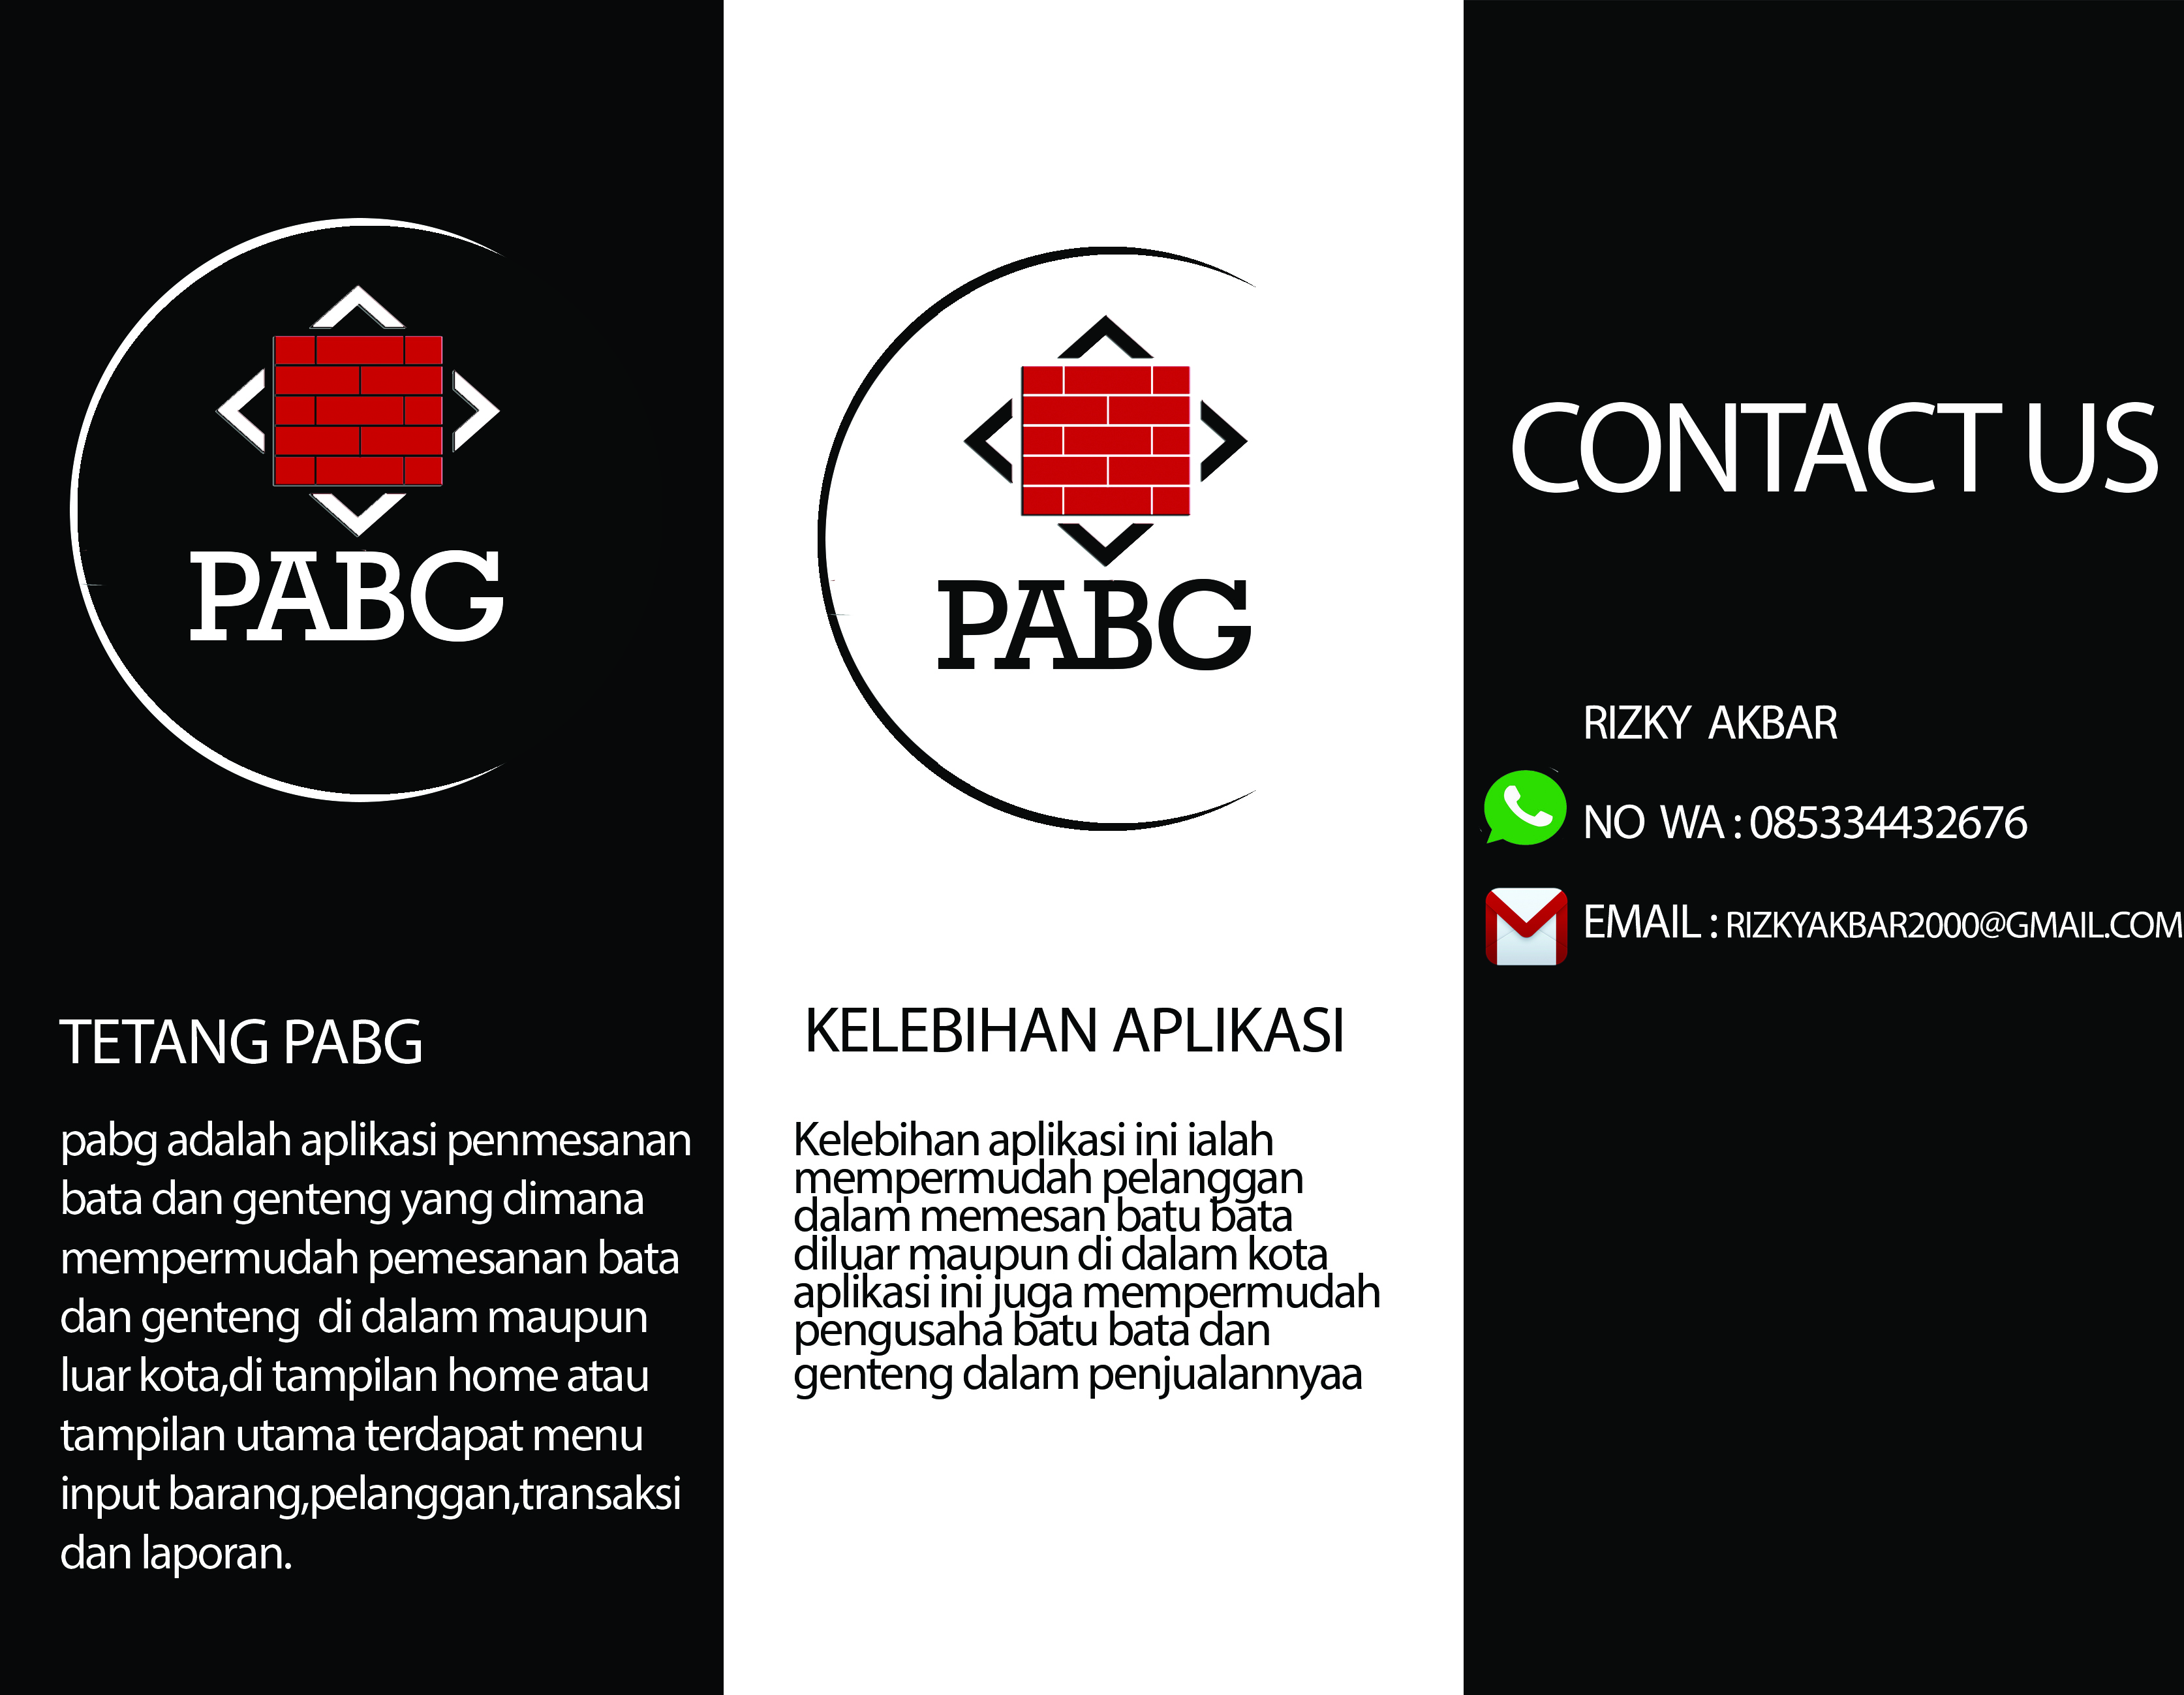 PABG
TETANG PABG
pabg adalah aplikasi penmesanan
bata dan genteng yang dimana
mempermudah pemesanan bata
dan genteng di dalam maupun
luar kota,di tampilan home atau
tampilan utama terdapat menu
input barang,pelanggan,transaksi
dan laporan.
PABG
KELEBIHAN APLIKASI
Kelebihan aplikasi ini ialah
mempermudah pelanggan
dalam memesan batu bata
diluar maupun di dalam kota
aplikasi ini juga mempermudah
pengusaha batu bata dan
genteng dalam penjualannyaa
CONTACT US
RIZKY AKBAR
NO WA : 085334432676
EMAIL : RIZKYAKBAR2000@GMAIL.COM